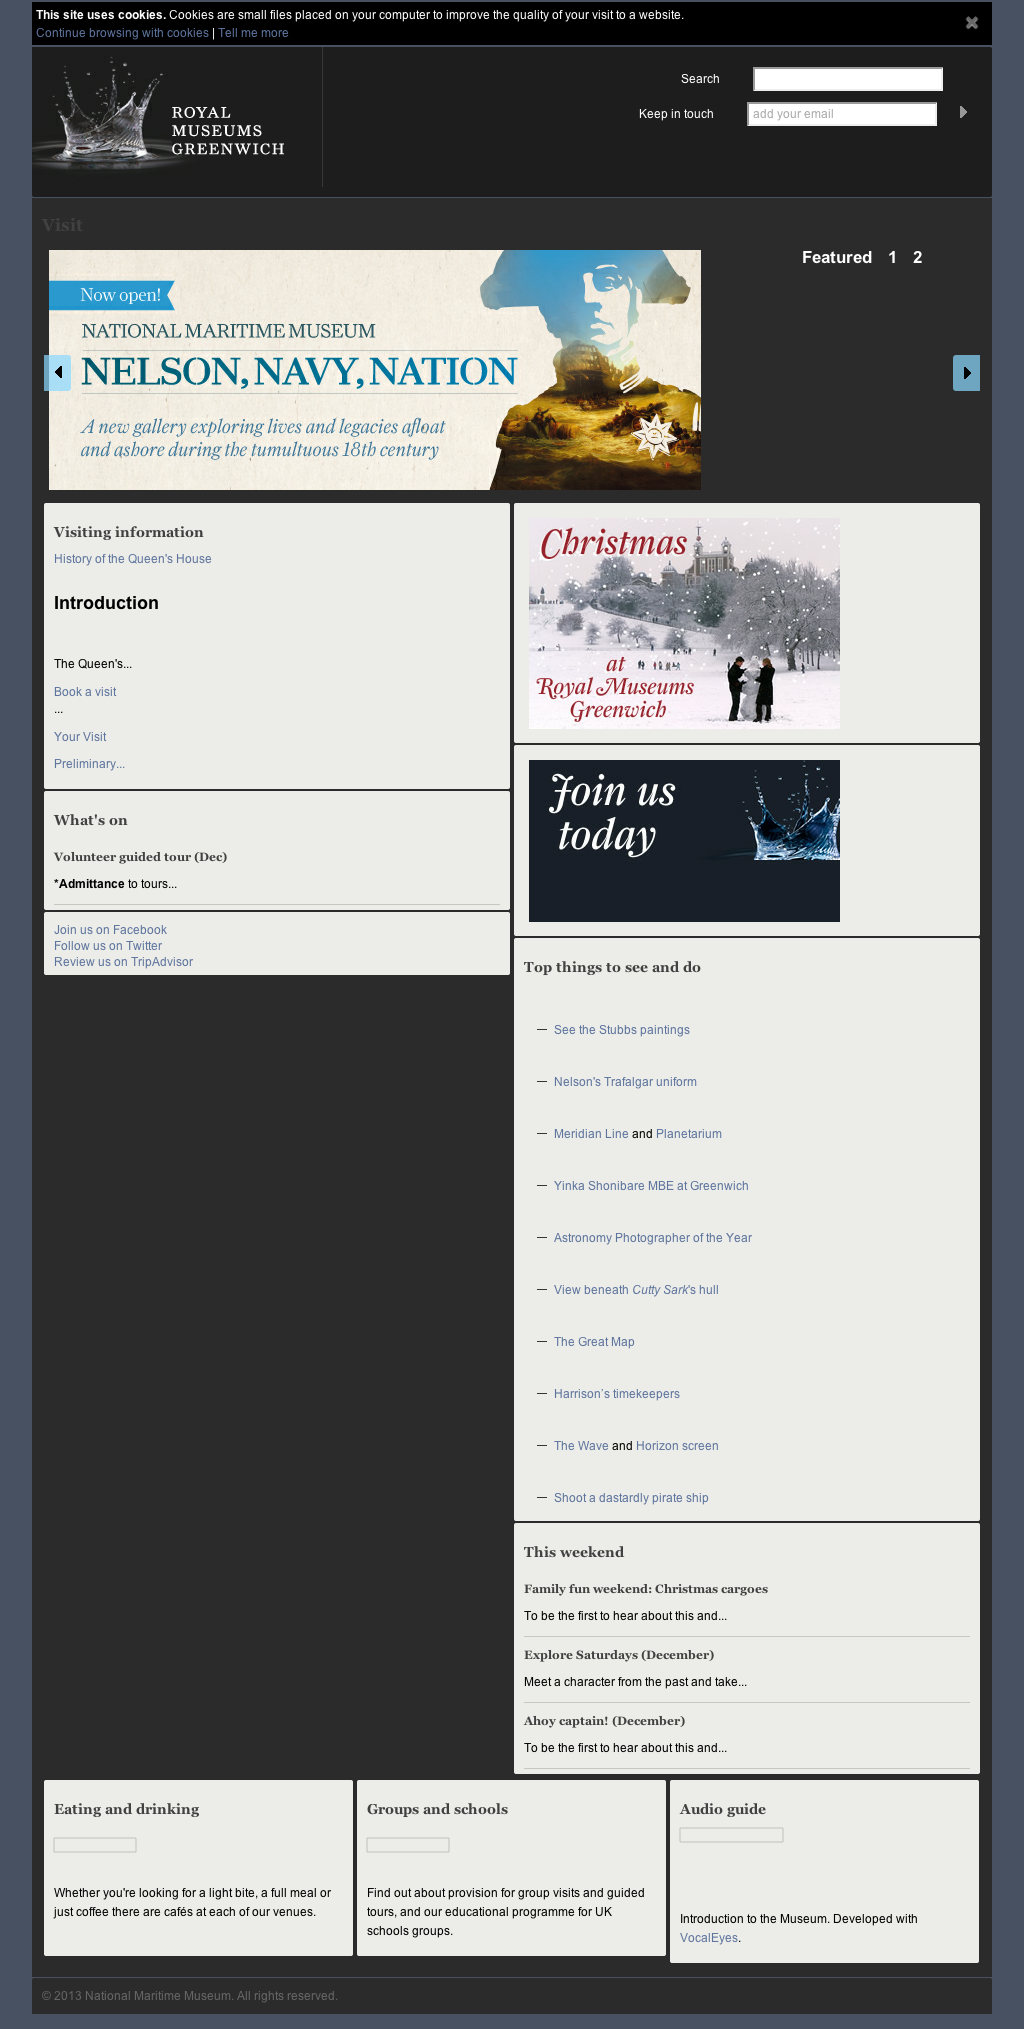 This site uses cookies. Cookies are small files placed on your computer to improve the quality of your visit to a website.
Continue browsing with cookies | Tell me more
ROYAL
MUSEUMS
GREENWICH
Search
Keep in touch
add your email
Visit
Featured 1 2
Now open!
NATIONAL MARITIME MUSEUM
NELSON, NAVY, NATION
A new gallery exploring lives and legacies afloat
and ashore during the tumultuous 18th century
Visiting information
History of the Queen's House
Introduction
The Queen's...
Book a visit
...
Your Visit
Preliminary...
What's on
Volunteer guided tour (Dec)
*Admittance to tours...
Join us on Facebook
Follow us on Twitter
Review us on TripAdvisor
Christmas
at
Royal Museums
Greenwich
Join us
today
Top things to see and do
— See the Stubbs paintings
— Nelson's Trafalgar uniform
— Meridian Line and Planetarium
— Yinka Shonibare MBE at Greenwich
— Astronomy Photographer of the Year
— View beneath Cutty Sark's hull
— The Great Map
— Harrison's timekeepers
— The Wave and Horizon screen
— Shoot a dastardly pirate ship
This weekend
Family fun weekend: Christmas cargoes
To be the first to hear about this and...
Explore Saturdays (December)
Meet a character from the past and take...
Ahoy captain! (December)
To be the first to hear about this and...
Eating and drinking
Whether you're looking for a light bite, a full meal or
just coffee there are cafés at each of our venues.
Groups and schools
Find out about provision for group visits and guided
tours, and our educational programme for UK
schools groups.
Audio guide
Introduction to the Museum. Developed with
VocalEyes.
© 2013 National Maritime Museum. All rights reserved.